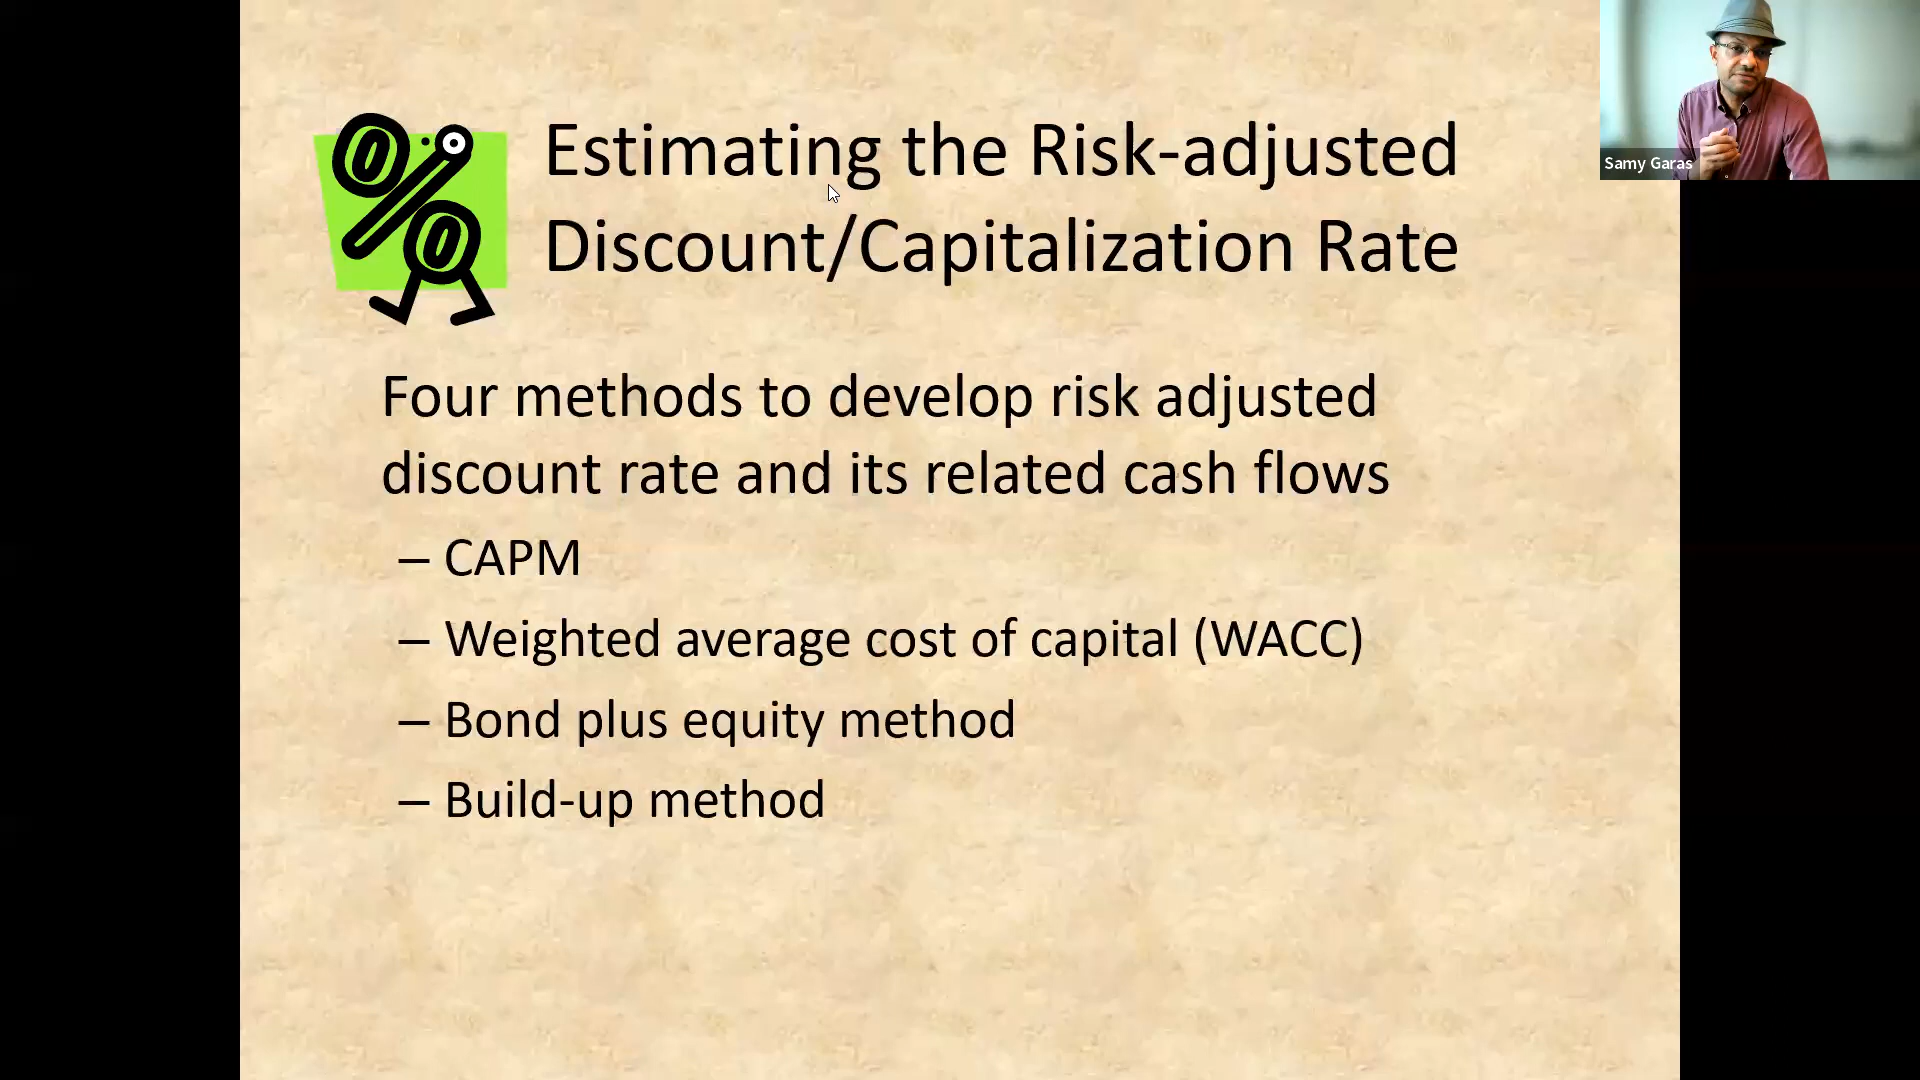 Estimating the Risk-adjusted
Discount/Capitalization Rate
Samy Garas
Four methods to develop risk adjusted
discount rate and its related cash flows
– CAPM
– Weighted average cost of capital (WACC)
– Bond plus equity method
– Build-up method